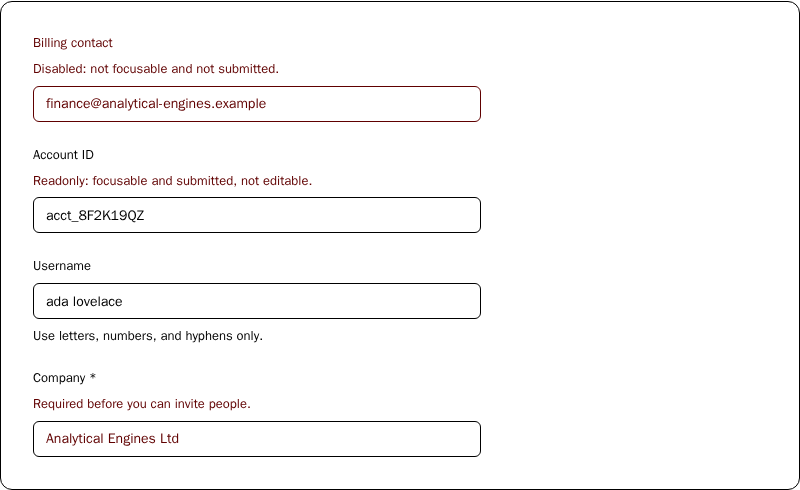 Billing contact
Disabled: not focusable and not submitted.
finance@analytical-engines.example
Account ID
Readonly: focusable and submitted, not editable.
acct_8F2K19QZ
Username
ada lovelace
Use letters, numbers, and hyphens only.
Company *
Required before you can invite people.
Analytical Engines Ltd